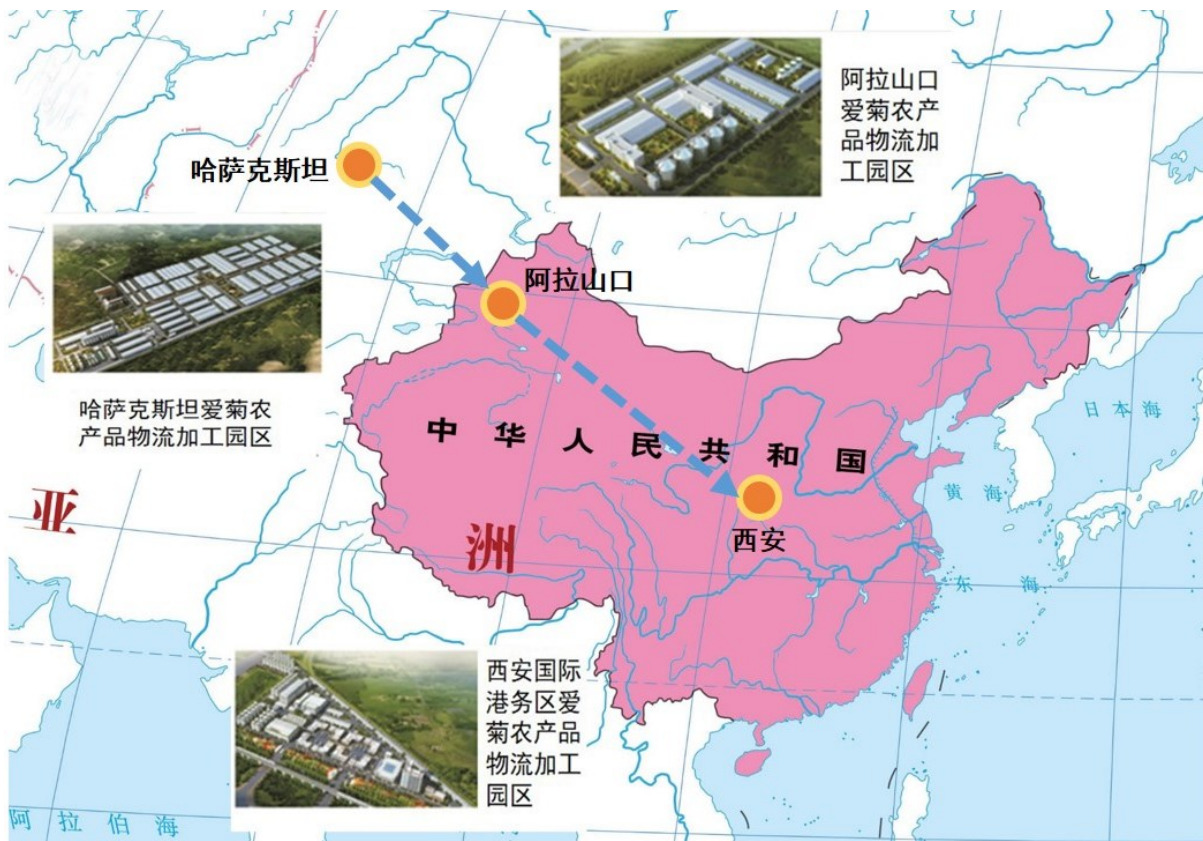 阿拉山口
爱菊农产
品物流加
工园区
哈萨克斯坦
阿拉山口
哈萨克斯坦爱菊农
产品物流加工园区
中华人民共和国
日本海
黄海
亚洲
西安
东海
西安国际
港务区爱
菊农产品
物流加工
园区
阿拉伯海